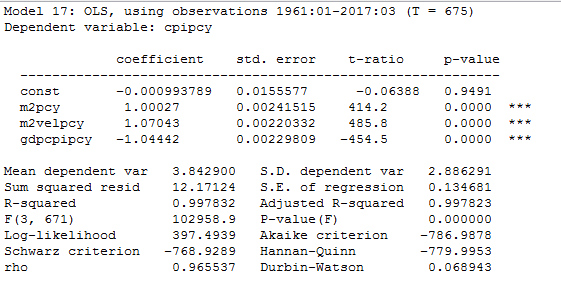 Model 17: OLS, using observations 1961:01-2017:03 (T = 675)
Dependent variable: cpipcy
coefficient std. error t-ratio p-value
---------------------------------------------------------
const -0.000993789 0.0155577 -0.06388 0.9491
m2pcy 1.00027 0.00241515 414.2 0.0000 ***
m2velpcy 1.07043 0.00220332 485.8 0.0000 ***
gdpcpipcy -1.04442 0.00229809 -454.5 0.0000 ***
Mean dependent var 3.842900 S.D. dependent var 2.886291
Sum squared resid 12.17124 S.E. of regression 0.134681
R-squared 0.997832 Adjusted R-squared 0.997823
F(3, 671) 102958.9 P-value(F) 0.000000
Log-likelihood 397.4939 Akaike criterion -786.9878
Schwarz criterion -768.9289 Hannan-Quinn -779.9953
rho 0.965537 Durbin-Watson 0.068943